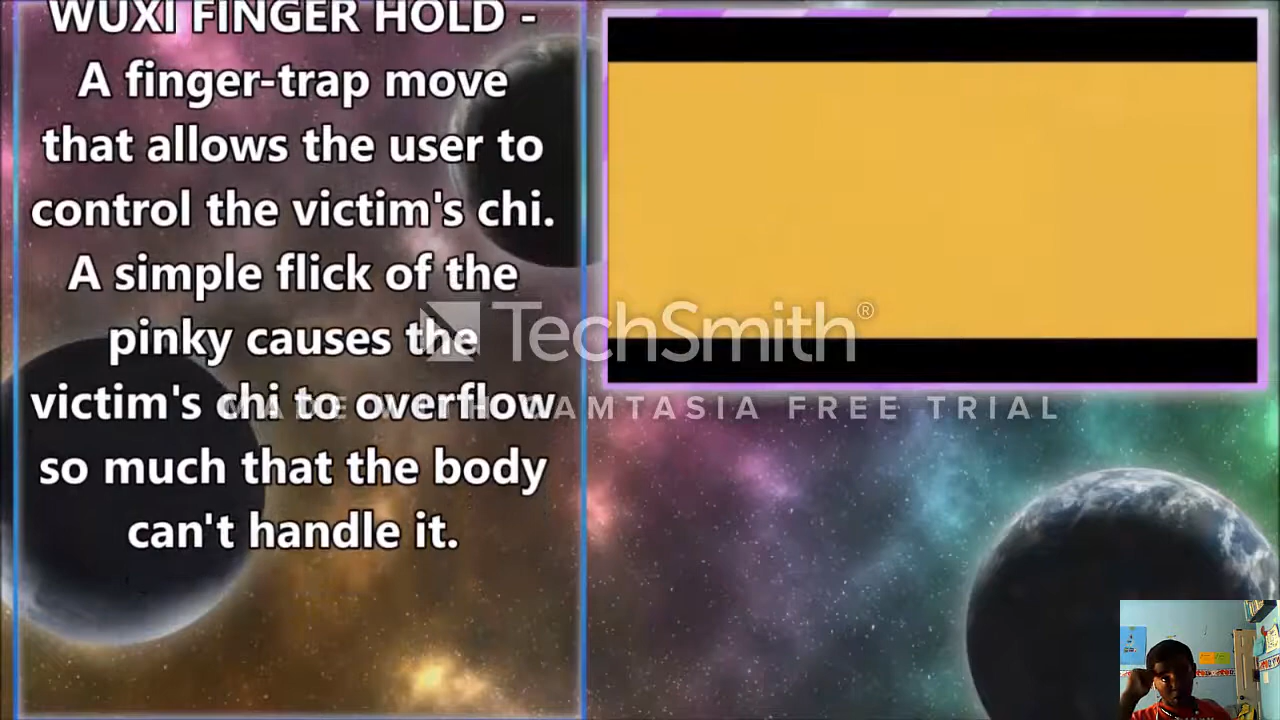 WUXI FINGER HOLD -
A finger-trap move
that allows the user to
control the victim's chi.
A simple flick of the
pinky causes the
victim's chi to overflow
so much that the body
can't handle it.
TechSmith®
MADE WITH CAMTASIA FREE TRIAL